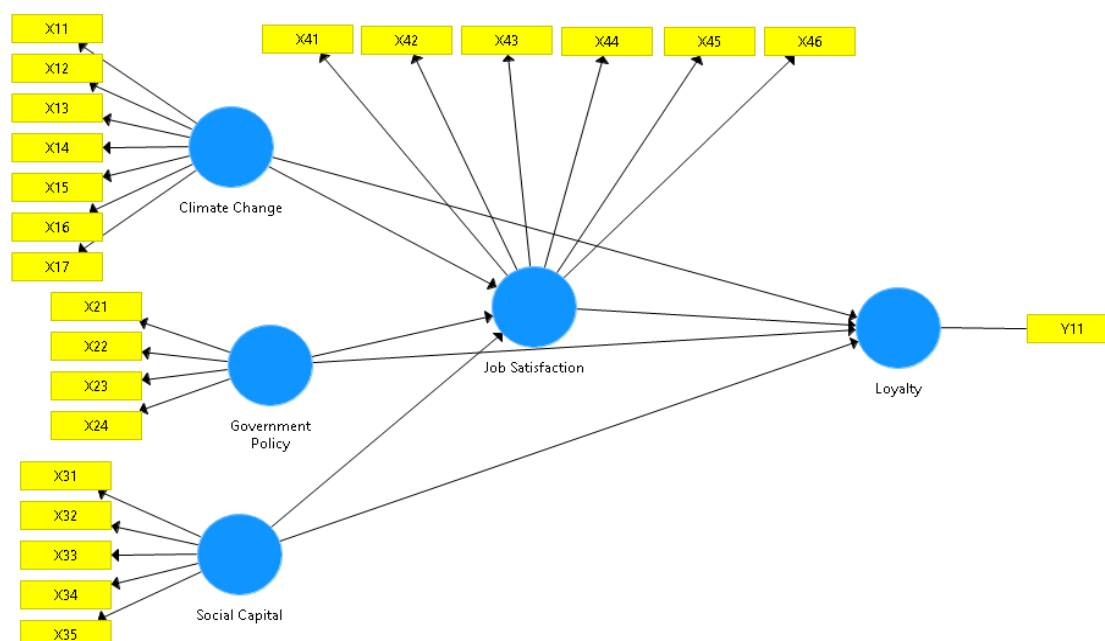 X11
X12
X13
X14
X15
X16
X17
Climate Change
X41
X42
X43
X44
X45
X46
X21
X22
X23
X24
Government
Policy
Job Satisfaction
Loyalty
Y11
X31
X32
X33
X34
X35
Social Capital